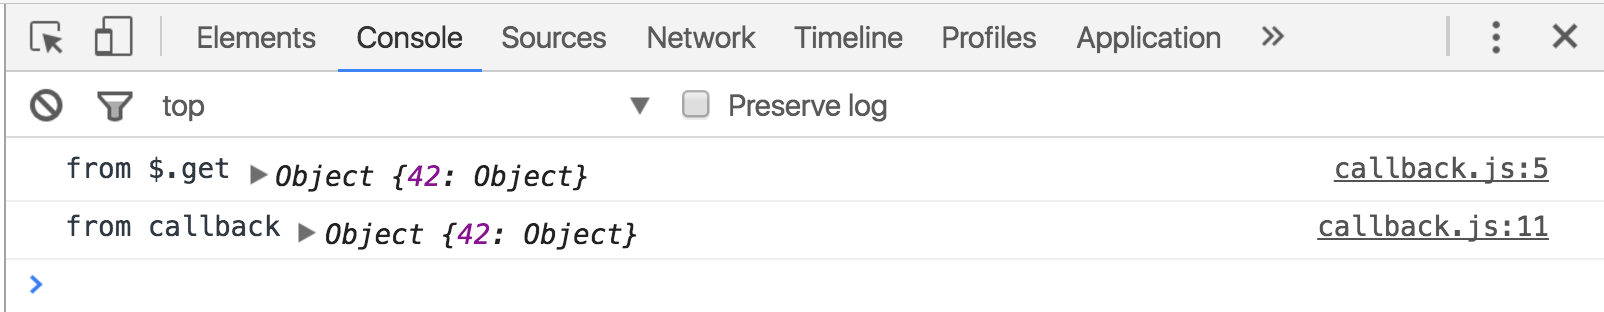 Elements Console Sources Network Timeline Profiles Application »
top ▼ Preserve log
from $.get ▶Object {42: Object} callback.js:5
from callback ▶Object {42: Object} callback.js:11
>